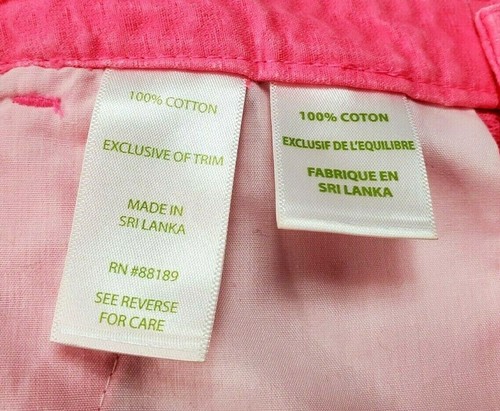 100% COTTON
EXCLUSIVE OF TRIM
MADE IN
SRI LANKA
RN #88189
SEE REVERSE
FOR CARE
100% COTON
EXCLUSIF DE L'EQUILIBRE
FABRIQUE EN
SRI LANKA